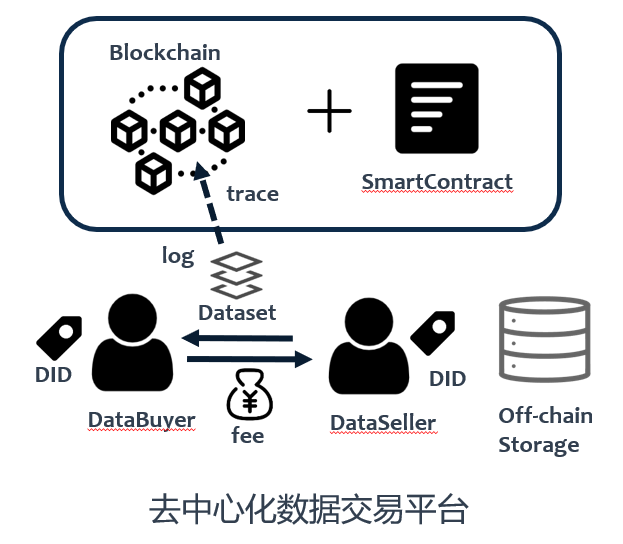 Blockchain
SmartContract
trace
log
Dataset
DID
DID
DataBuyer
¥
fee
DataSeller
Off-chain
Storage
去中心化数据交易平台